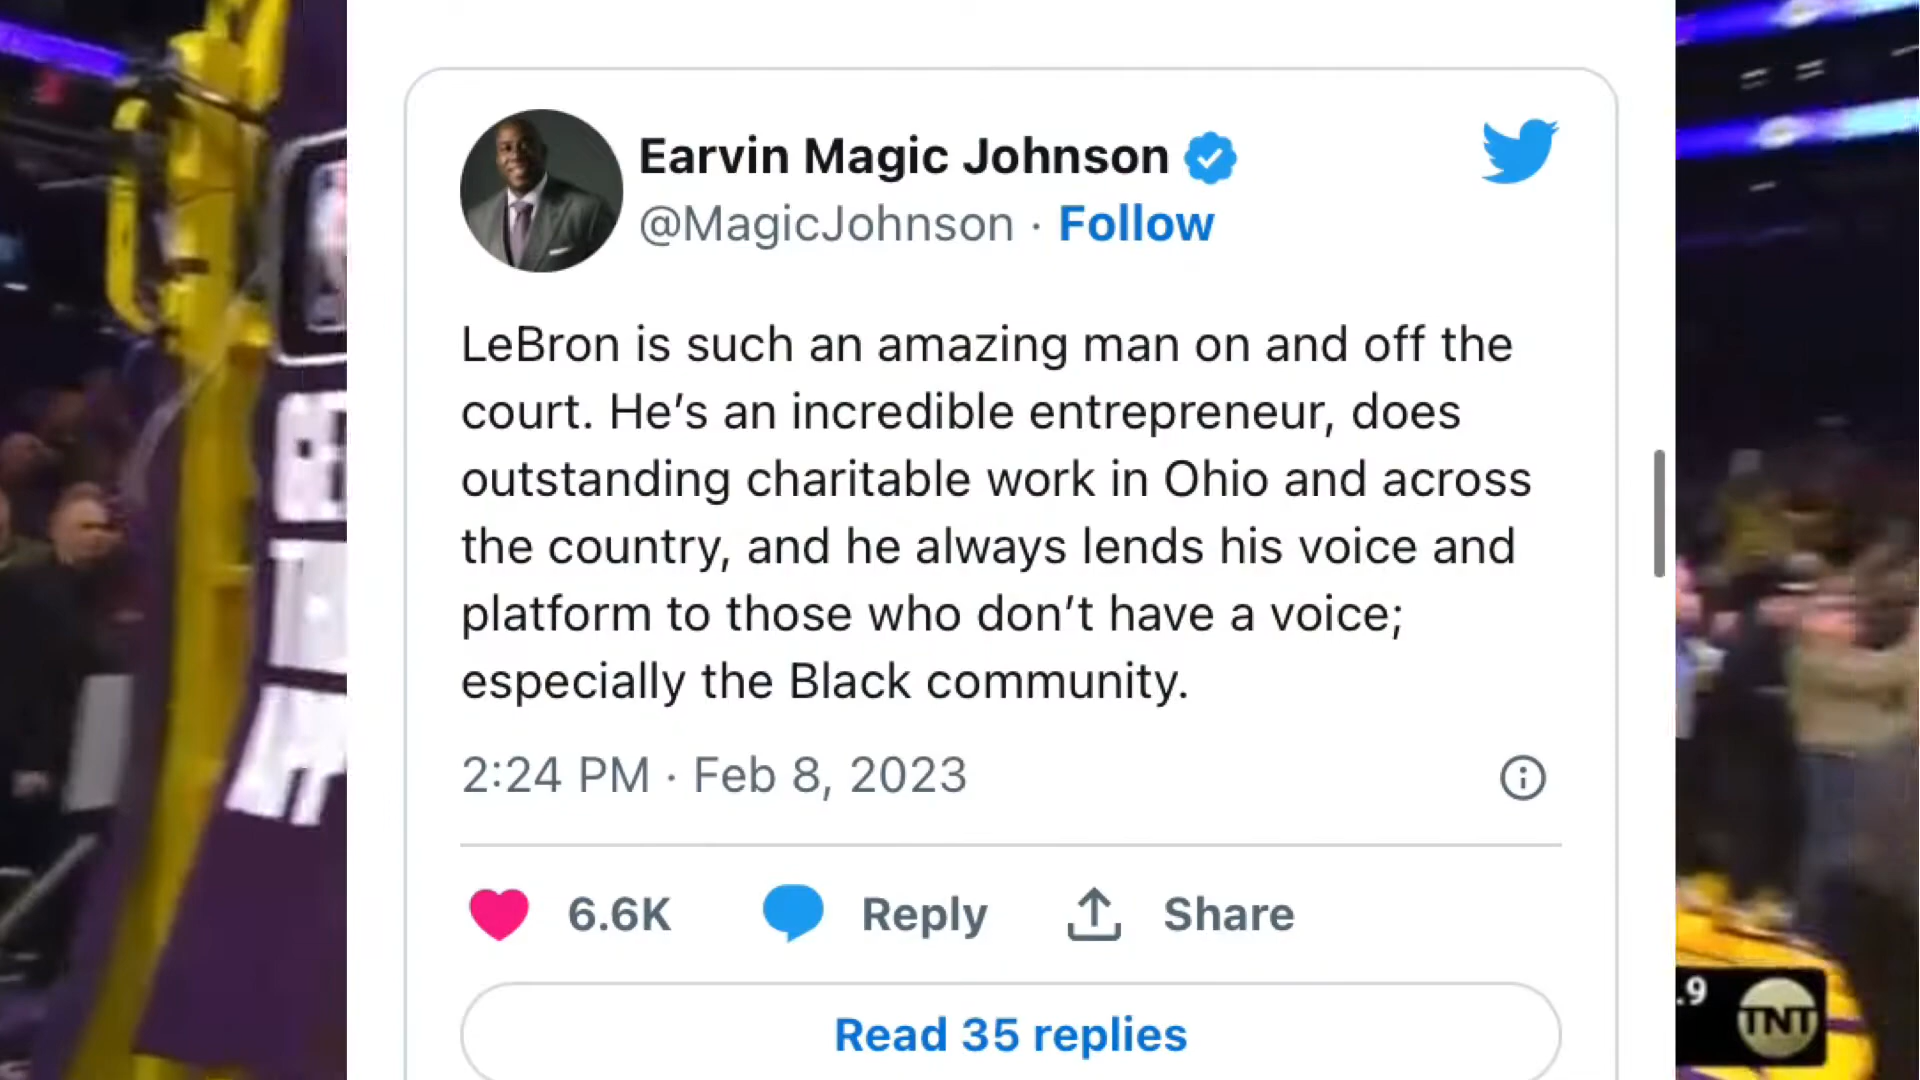 Earvin Magic Johnson
@MagicJohnson · Follow
LeBron is such an amazing man on and off the
court. He’s an incredible entrepreneur, does
outstanding charitable work in Ohio and across
the country, and he always lends his voice and
platform to those who don’t have a voice;
especially the Black community.
2:24 PM · Feb 8, 2023
6.6K Reply Share
Read 35 replies
.9
TNT